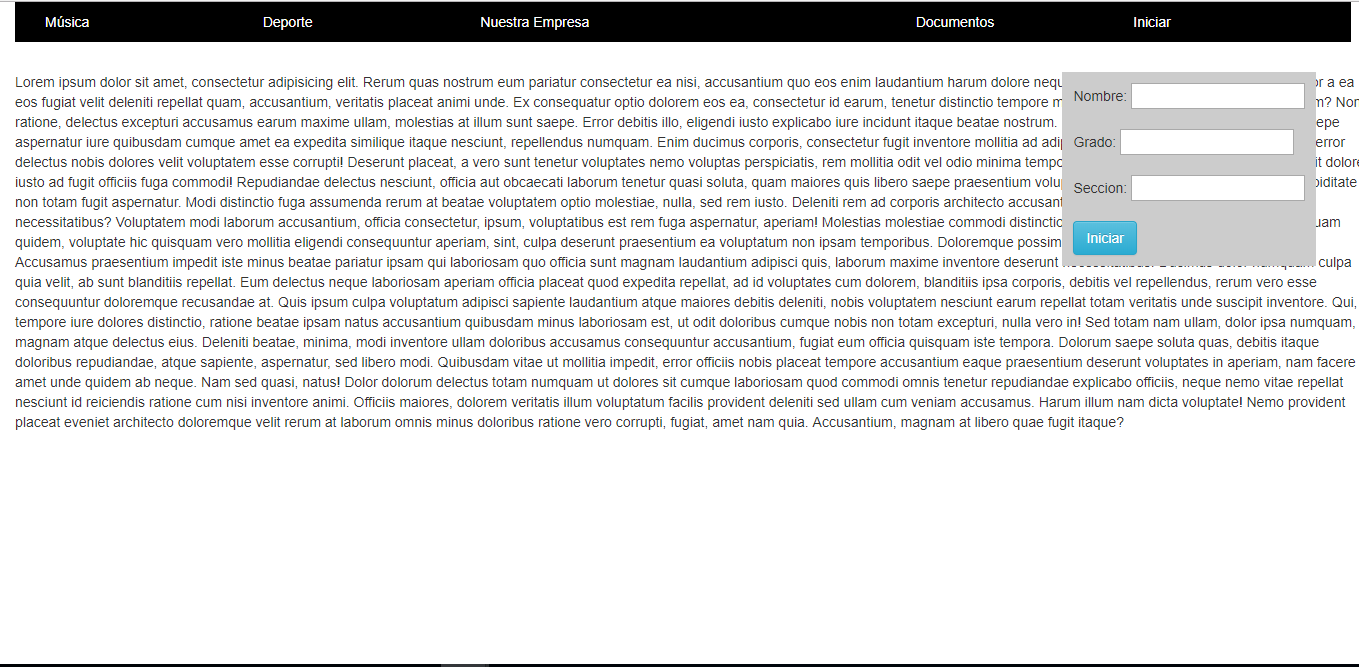 Música Deporte Nuestra Empresa Documentos Iniciar
Lorem ipsum dolor sit amet, consectetur adipisicing elit. Rerum quas nostrum eum pariatur consectetur ea nisi, accusantium quo eos enim laudantium harum dolore a ea
eos fugiat velit deleniti repellat quam, accusantium, veritatis placeat animi unde. Ex consequatur optio dolorem eos ea, consectetur id earum, tenetur distinctio tempore
Nombre:
ratione, delectus excepturi accusamus earum maxime ullam, molestias at illum sunt saepe. Error debitis illo, eligendi iusto explicabo iure incidunt itaque beatae nostrum.
aspernatur iure quibusdam cumque amet ea expedita similique itaque nesciunt, repellendus numquam. Enim ducimus corporis, consectetur fugit inventore mollitia ad error
Grado:
delectus nobis dolores velit voluptatem esse corrupti! Deserunt placeat, a vero sunt tenetur voluptates nemo voluptas perspiciatis, rem mollitia odit vel odio minima
iusto ad fugit officiis fuga commodi! Repudiandae delectus nesciunt, officia aut obcaecati laborum tenetur quasi soluta, quam maiores quis libero saepe praesentium
Seccion:
non totam fugit aspernatur. Modi distinctio fuga assumenda rerum at beatae voluptatem optio molestiae, nulla, sed rem iusto. Deleniti rem ad corporis architecto
necessitatibus? Voluptatem modi laborum accusantium, officia consectetur, ipsum, voluptatibus est rem fuga aspernatur, aperiam! Molestias molestiae commodi distinctio
quidem, voluptate hic quisquam vero mollitia eligendi consequuntur aperiam, sint, culpa deserunt praesentium ea voluptatum non ipsam temporibus. Doloremque
Iniciar
Accusamus praesentium impedit iste minus beatae pariatur ipsam qui laboriosam quo officia sunt magnam laudantium adipisci quis, laborum maxime inventore deserunt culpa
quia velit, ab sunt blanditiis repellat. Eum delectus neque laboriosam aperiam officia placeat quod expedita repellat, ad id voluptates cum dolorem, blanditiis ipsa corporis, debitis vel repellendus, rerum vero esse
consequuntur doloremque recusandae at. Quis ipsum culpa voluptatum adipisci sapiente laudantium atque maiores debitis deleniti, nobis voluptatem nesciunt earum repellat totam veritatis unde suscipit inventore. Qui,
tempore iure dolores distinctio, ratione beatae ipsam natus accusantium quibusdam minus laboriosam est, ut odit doloribus cumque nobis non totam excepturi, nulla vero in! Sed totam nam ullam, dolor ipsa numquam,
magnam atque delectus eius. Deleniti beatae, minima, modi inventore ullam doloribus accusamus consequuntur accusantium, fugiat eum officia quisquam iste tempora. Dolorum saepe soluta quas, debitis itaque
doloribus repudiandae, atque sapiente, aspernatur, sed libero modi. Quibusdam vitae ut mollitia impedit, error officiis nobis placeat tempore accusantium eaque praesentium deserunt voluptates in aperiam, nam facere
amet unde quidem ab neque. Nam sed quasi, natus! Dolor dolorum delectus totam numquam ut dolores sit cumque laboriosam quod commodi omnis tenetur repudiandae explicabo officiis, neque nemo vitae repellat
nesciunt id reiciendis ratione cum nisi inventore animi. Officiis maiores, dolorem veritatis illum voluptatum facilis provident deleniti sed ullam cum veniam accusamus. Harum illum nam dicta voluptate! Nemo provident
placeat eveniet architecto doloremque velit rerum at laborum omnis minus doloribus ratione vero corrupti, fugiat, amet nam quia. Accusantium, magnam at libero quae fugit itaque?